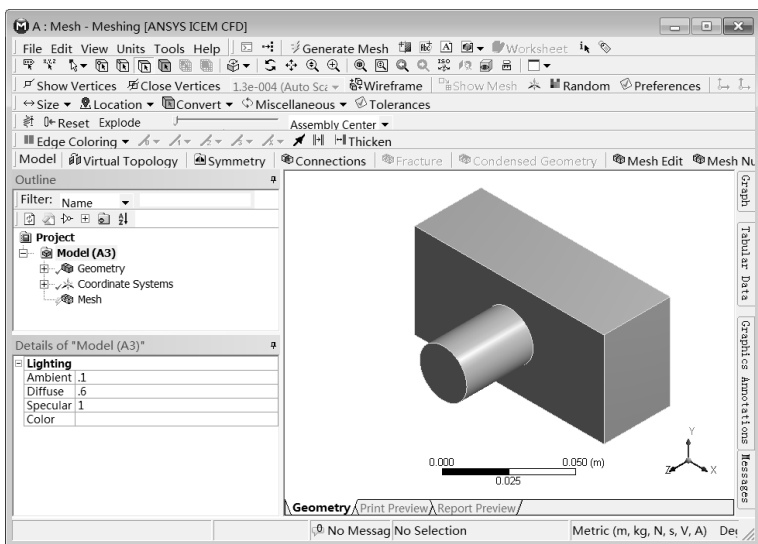 A : Mesh - Meshing [ANSYS ICEM CFD]
File Edit View Units Tools Help Generate Mesh Worksheet
Show Vertices Close Vertices 1.3e-004 (Auto Sca Wireframe Show Mesh Random Preferences
Size Location Convert Miscellaneous Tolerances
Reset Explode Assembly Center
Edge Coloring Thicken
Model Virtual Topology Symmetry Connections Fracture Condensed Geometry Mesh Edit Mesh Nu
Outline
Filter: Name
Project
Model (A3)
Geometry
Coordinate Systems
Mesh
Details of "Model (A3)"
Lighting
Ambient .1
Diffuse .6
Specular 1
Color
0.000 0.050 (m)
0.025
Y
Z X
Geometry Print Preview Report Preview
Graph
Tabular Data
Graphics Annotations
Messages
No Messag No Selection Metric (m, kg, N, s, V, A) Deg